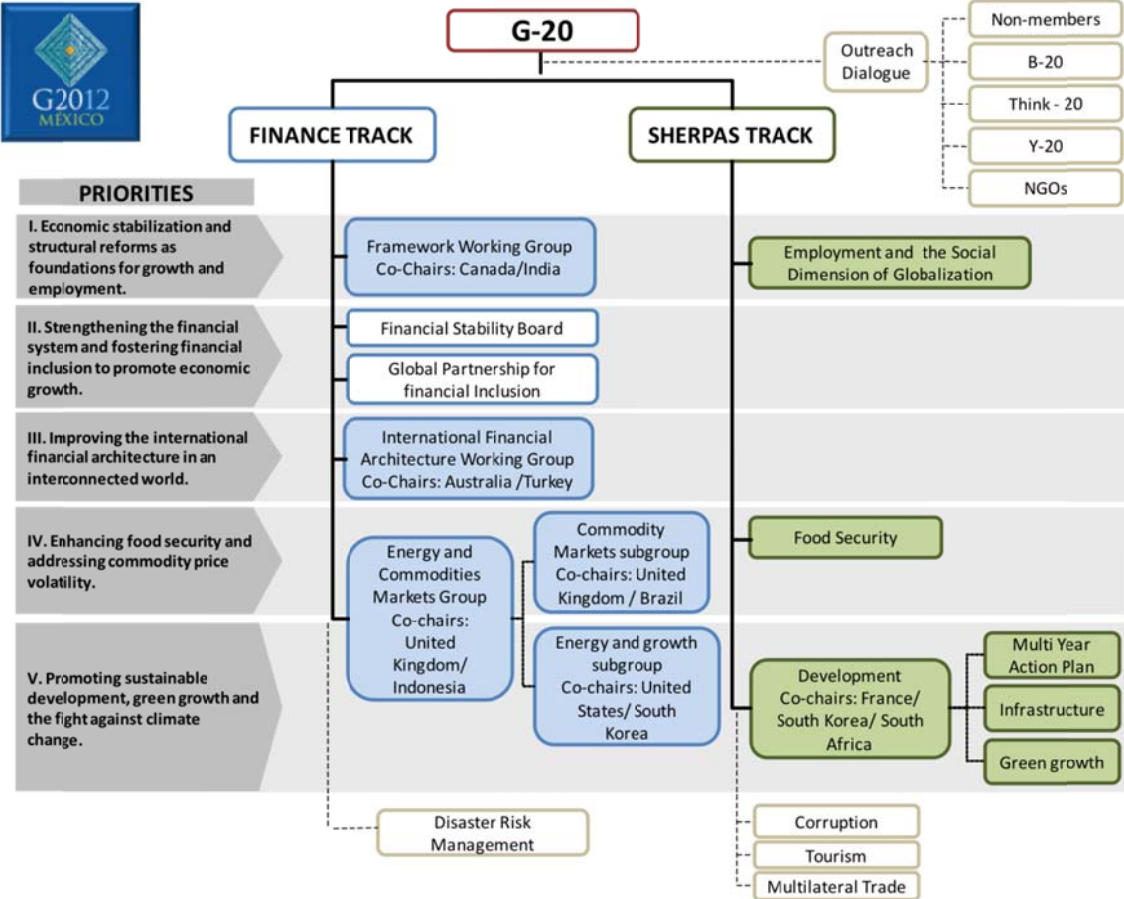 G2012
MÉXICO
G-20
Outreach
Dialogue
Non-members
B-20
Think - 20
Y-20
NGOs
FINANCE TRACK
SHERPAS TRACK
PRIORITIES
I. Economic stabilization and
structural reforms as
foundations for growth and
employment.
Framework Working Group
Co-Chairs: Canada/India
Employment and the Social
Dimension of Globalization
II. Strengthening the financial
system and fostering financial
inclusion to promote economic
growth.
Financial Stability Board
Global Partnership for
financial Inclusion
III. Improving the international
financial architecture in an
interconnected world.
International Financial
Architecture Working Group
Co-Chairs: Australia /Turkey
IV. Enhancing food security and
addressing commodity price
volatility.
Energy and
Commodities
Markets Group
Co-chairs:
United
Kingdom/
Indonesia
Commodity
Markets subgroup
Co-chairs: United
Kingdom / Brazil
Food Security
V. Promoting sustainable
development, green growth and
the fight against climate
change.
Energy and growth
subgroup
Co-chairs: United
States/ South
Korea
Development
Co-chairs: France/
South Korea/ South
Africa
Multi Year
Action Plan
Infrastructure
Green growth
Disaster Risk
Management
Corruption
Tourism
Multilateral Trade